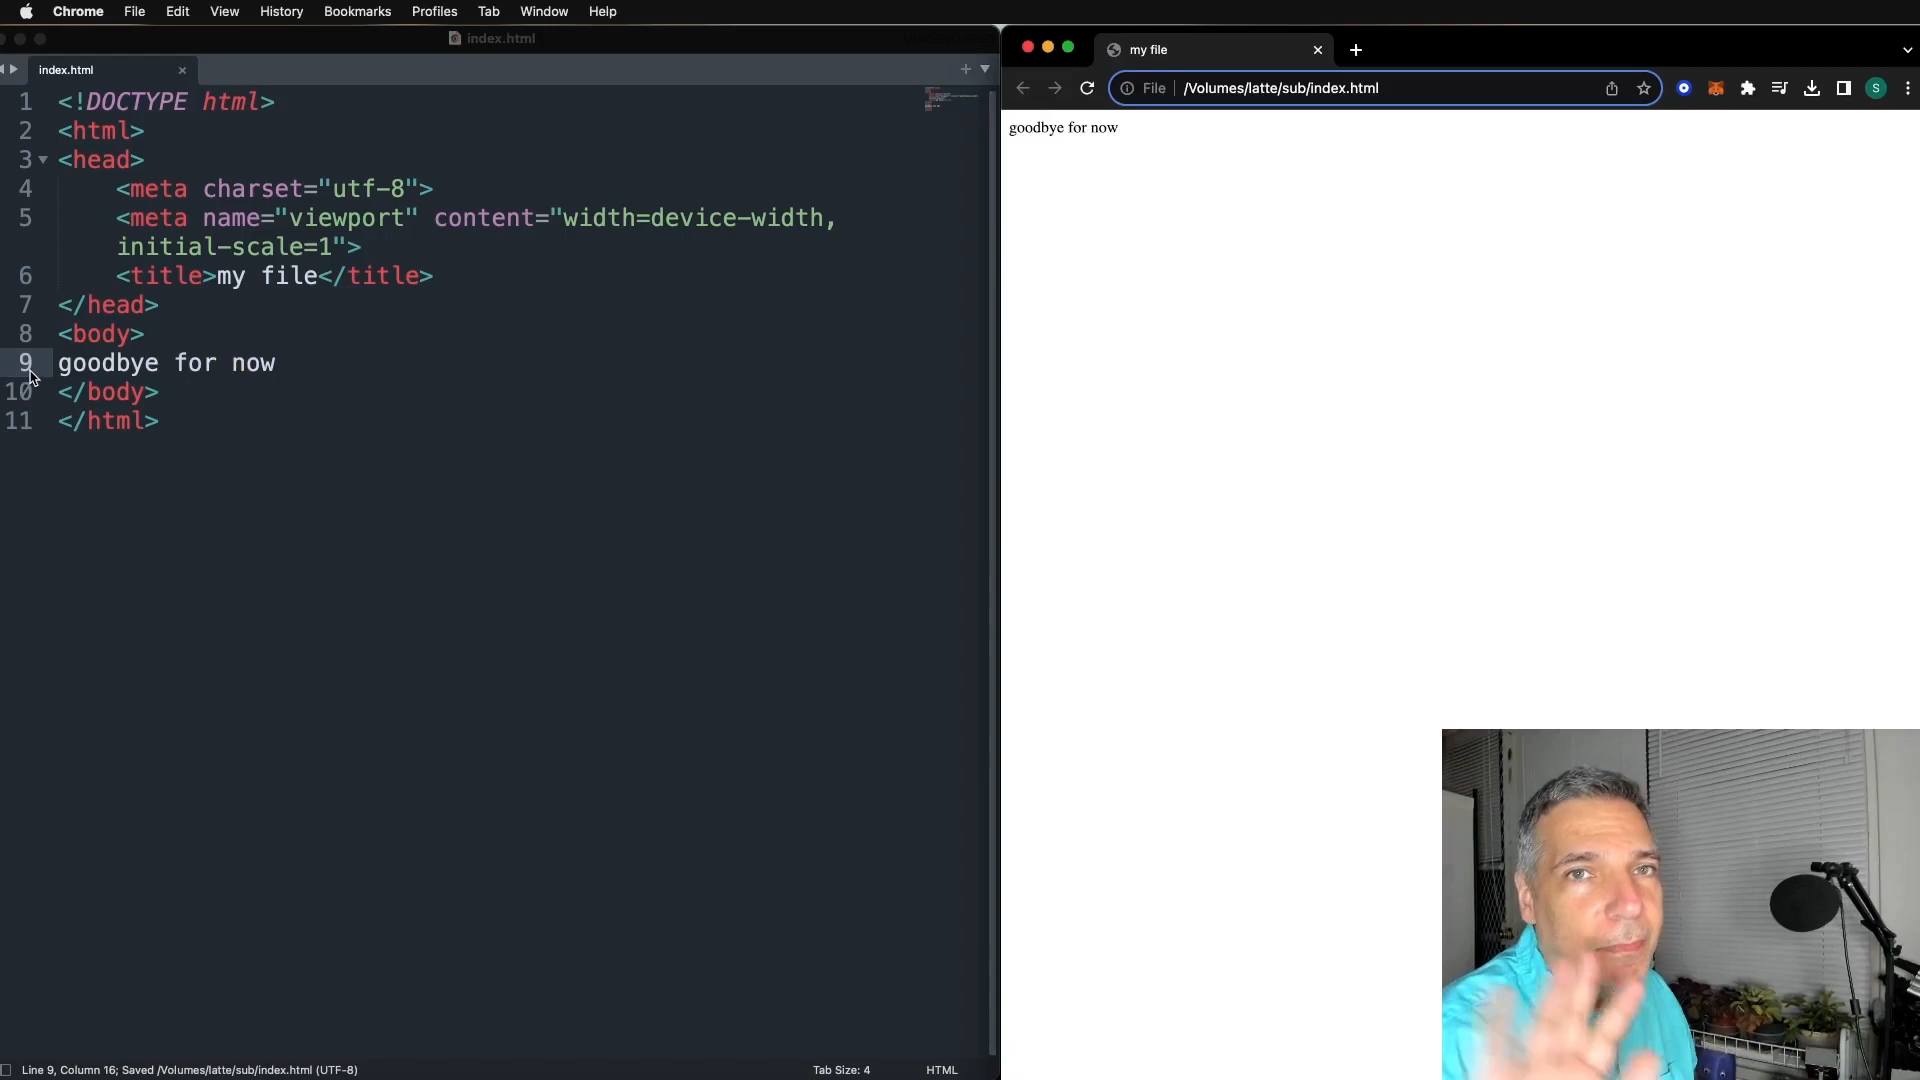 Chrome File Edit View History Bookmarks Profiles Tab Window Help
index.html
index.html
1 <!DOCTYPE html>
2 <html>
3 <head>
4 <meta charset="utf-8">
5 <meta name="viewport" content="width=device-width,
initial-scale=1">
6 <title>my file</title>
7 </head>
8 <body>
9 goodbye for now
10 </body>
11 </html>
Line 9, Column 16; Saved /Volumes/latte/sub/index.html (UTF-8) Tab Size: 4 HTML
my file
File /Volumes/latte/sub/index.html S
goodbye for now